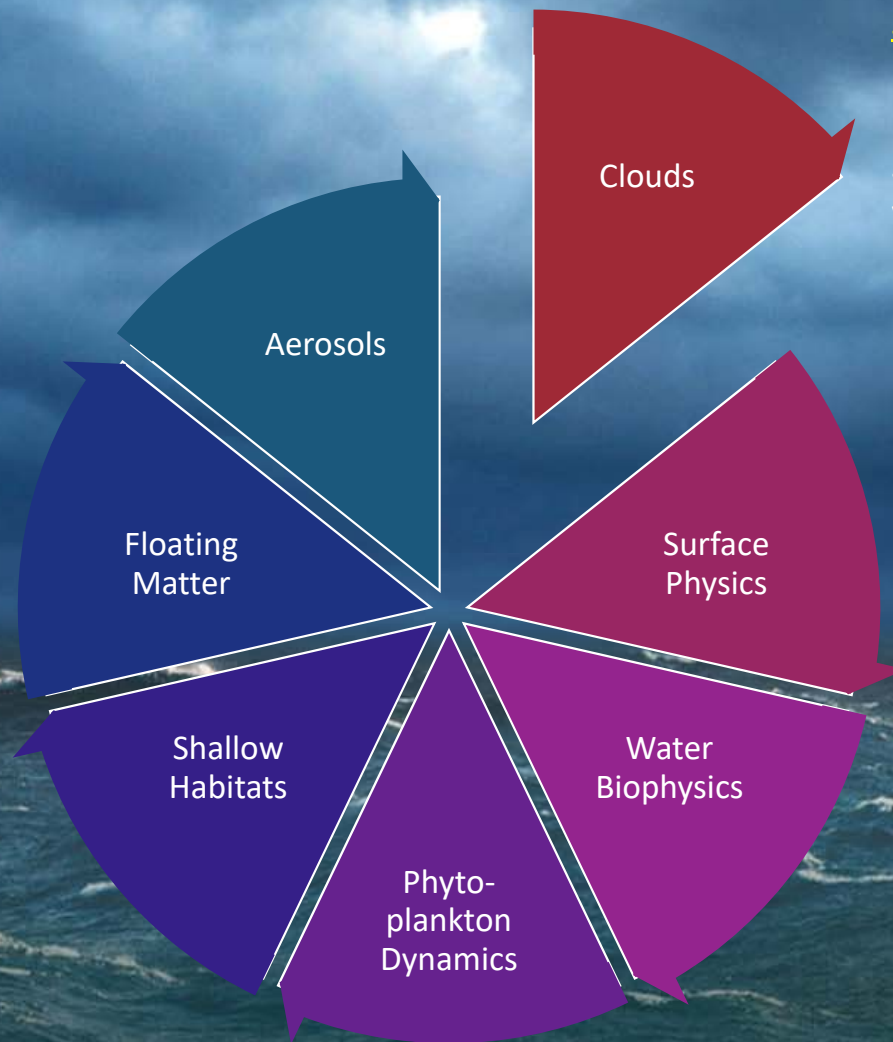 Clouds
Aerosols
Floating
Matter
Surface
Physics
Shallow
Habitats
Water
Biophysics
Phyto-
plankton
Dynamics